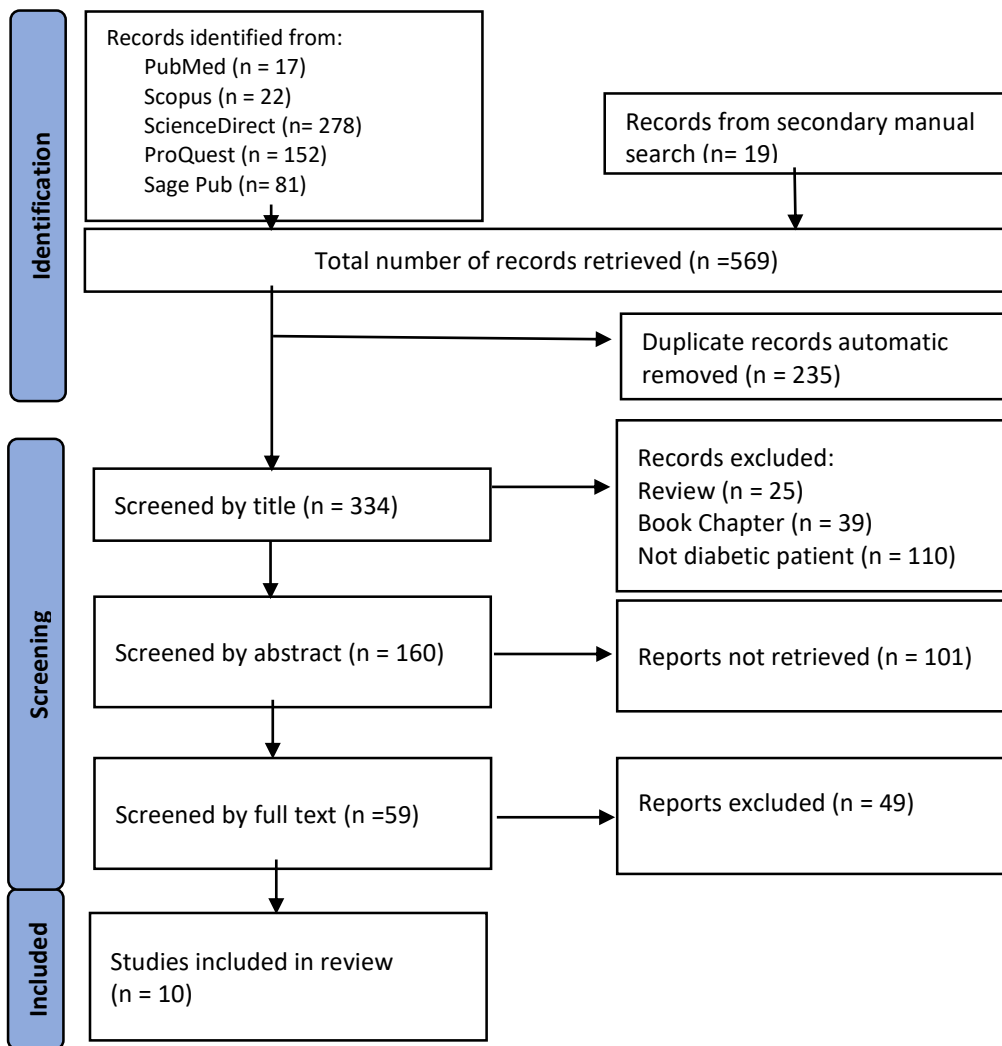 Identification
Records identified from:
PubMed (n = 17)
Scopus (n = 22)
ScienceDirect (n= 278)
ProQuest (n = 152)
Sage Pub (n= 81)
Records from secondary manual
search (n= 19)
Total number of records retrieved (n =569)
Duplicate records automatic
removed (n = 235)
Screening
Screened by title (n = 334)
Records excluded:
Review (n = 25)
Book Chapter (n = 39)
Not diabetic patient (n = 110)
Screened by abstract (n = 160)
Reports not retrieved (n = 101)
Screened by full text (n =59)
Reports excluded (n = 49)
Included
Studies included in review
(n = 10)